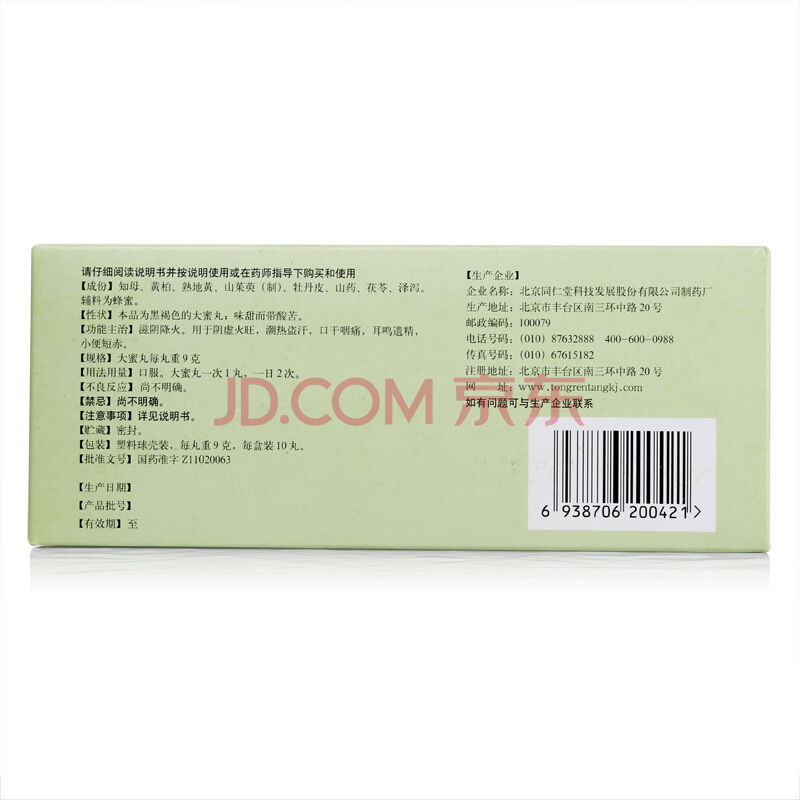 请仔细阅读说明书并按说明使用或在药师指导下购买和使用
【成份】知母、黄柏、熟地黄、山茱萸（制）、牡丹皮、山药、茯苓、泽泻。
辅料为蜂蜜。
【性状】本品为黑褐色的大蜜丸；味甜而带酸苦。
【功能主治】滋阴降火。用于阴虚火旺，潮热盗汗，口干咽痛，耳鸣遗精，
小便短赤。
【规格】大蜜丸每丸重9克
【用法用量】口服。大蜜丸一次1丸，一日2次。
【不良反应】尚不明确。
【禁忌】尚不明确。
【注意事项】详见说明书。
【贮藏】密封。
【包装】塑料球壳装，每丸重9克，每盒装10丸。
【批准文号】国药准字Z11020063
【生产日期】
【产品批号】
【有效期】至
【生产企业】
企业名称：北京同仁堂科技发展股份有限公司制药厂
生产地址：北京市丰台区南三环中路20号
邮政编码：100079
电话号码：(010) 87632888 400-600-0988
传真号码：(010) 67615182
注册地址：北京市丰台区南三环中路20号
网 址：www.tongrentangkj.com
如有问题可与生产企业联系
JD.COM 京东
6 938706 200421